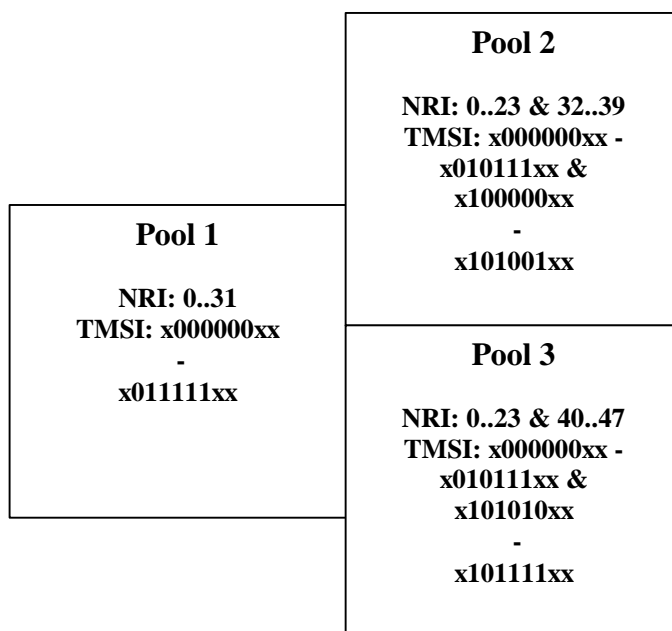 Pool 2
NRI: 0..23 & 32..39
TMSI: x000000xx -
x010111xx &
x100000xx
-
x101001xx
Pool 1
NRI: 0..31
TMSI: x000000xx
-
x011111xx
Pool 3
NRI: 0..23 & 40..47
TMSI: x000000xx -
x010111xx &
x101010xx
-
x101111xx